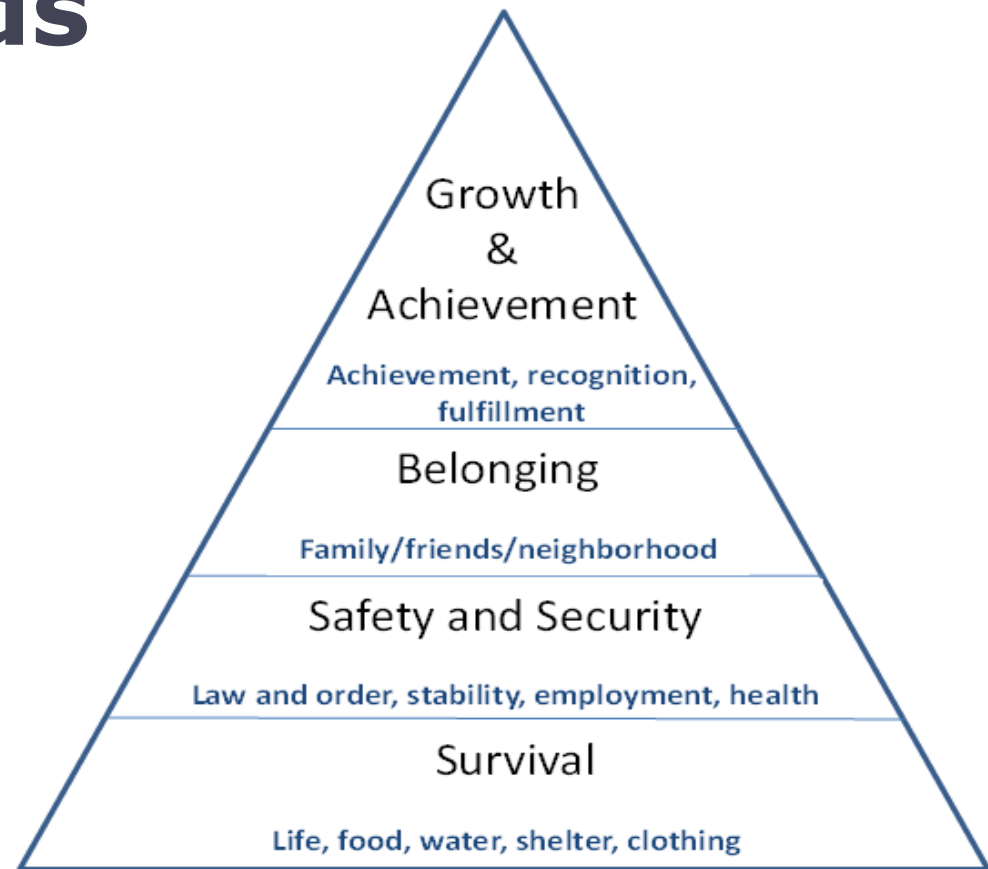 ds
Growth
&
Achievement
Achievement, recognition,
fulfillment
Belonging
Family/friends/neighborhood
Safety and Security
Law and order, stability, employment, health
Survival
Life, food, water, shelter, clothing